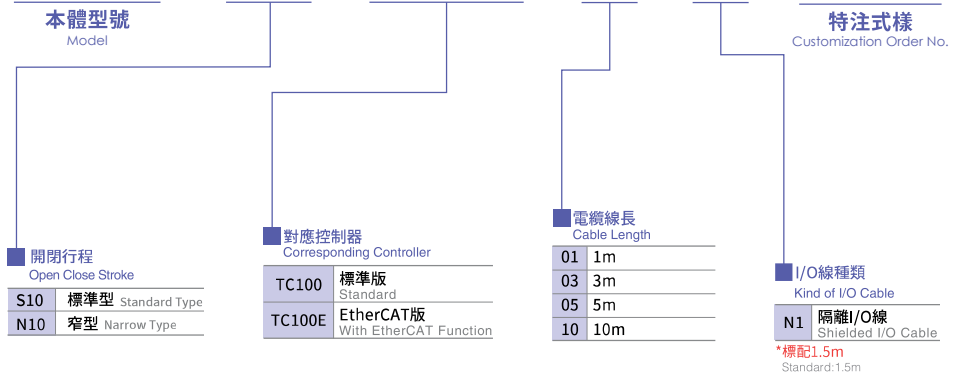 本體型號
Model
特注式樣
Customization Order No.
開閉行程
Open Close Stroke
S10 標準型 Standard Type
N10 窄型 Narrow Type
對應控制器
Corresponding Controller
TC100 標準版
Standard
TC100E EtherCAT版
With EtherCAT Function
電纜線長
Cable Length
01 1m
03 3m
05 5m
10 10m
I/O線種類
Kind of I/O Cable
N1 隔離I/O線
Shielded I/O Cable
*標配1.5m
Standard:1.5m